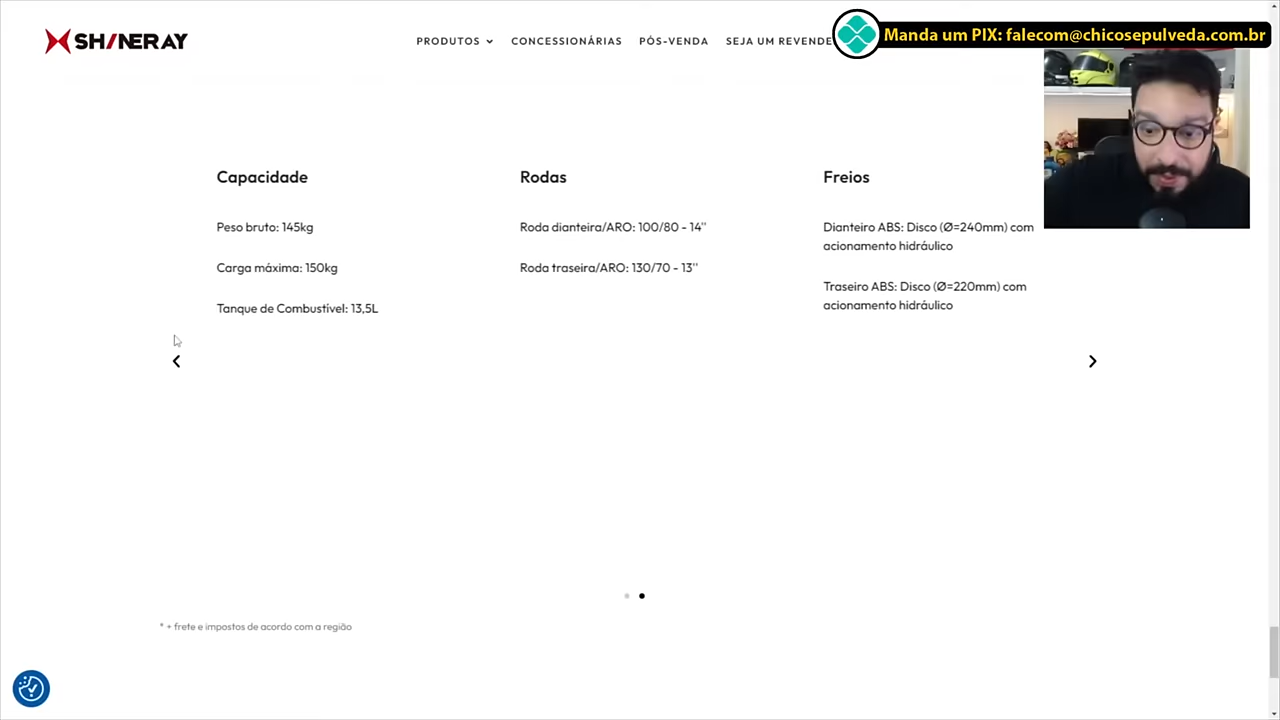 SHINERAY
PRODUTOS
CONCESSIONÁRIAS
PÓS-VENDA
SEJA UM REVENDE
Manda um PIX: falecom@chicosepulveda.com.br
Capacidade
Peso bruto: 145kg
Carga máxima: 150kg
Tanque de Combustível: 13,5L
Rodas
Roda dianteira/ARO: 100/80 - 14''
Roda traseira/ARO: 130/70 - 13''
Freios
Dianteiro ABS: Disco (Ø=240mm) com
acionamento hidráulico
Traseiro ABS: Disco (Ø=220mm) com
acionamento hidráulico
* + frete e impostos de acordo com a região